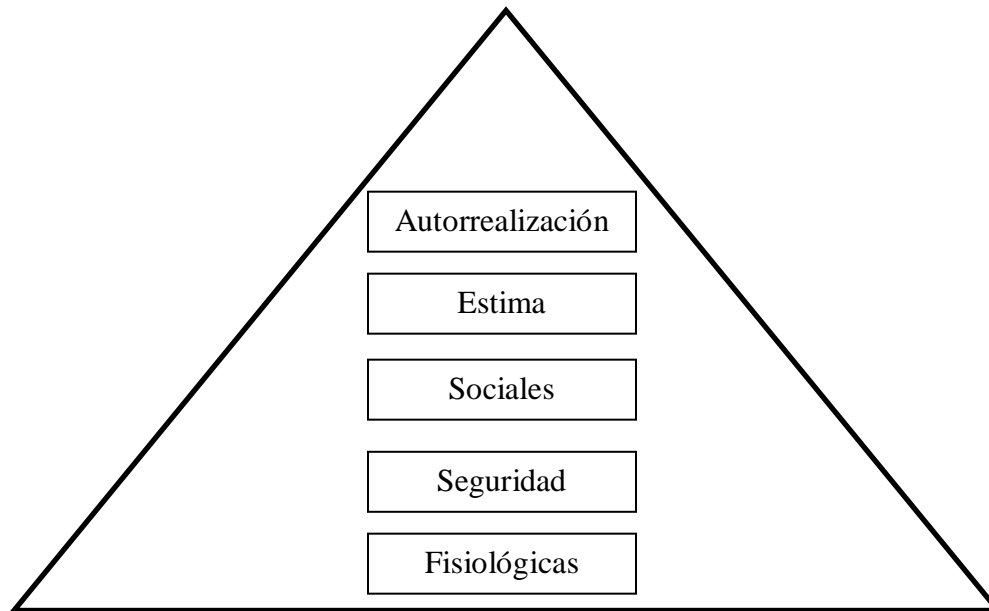 Autorrealización
Estima
Sociales
Seguridad
Fisiológicas